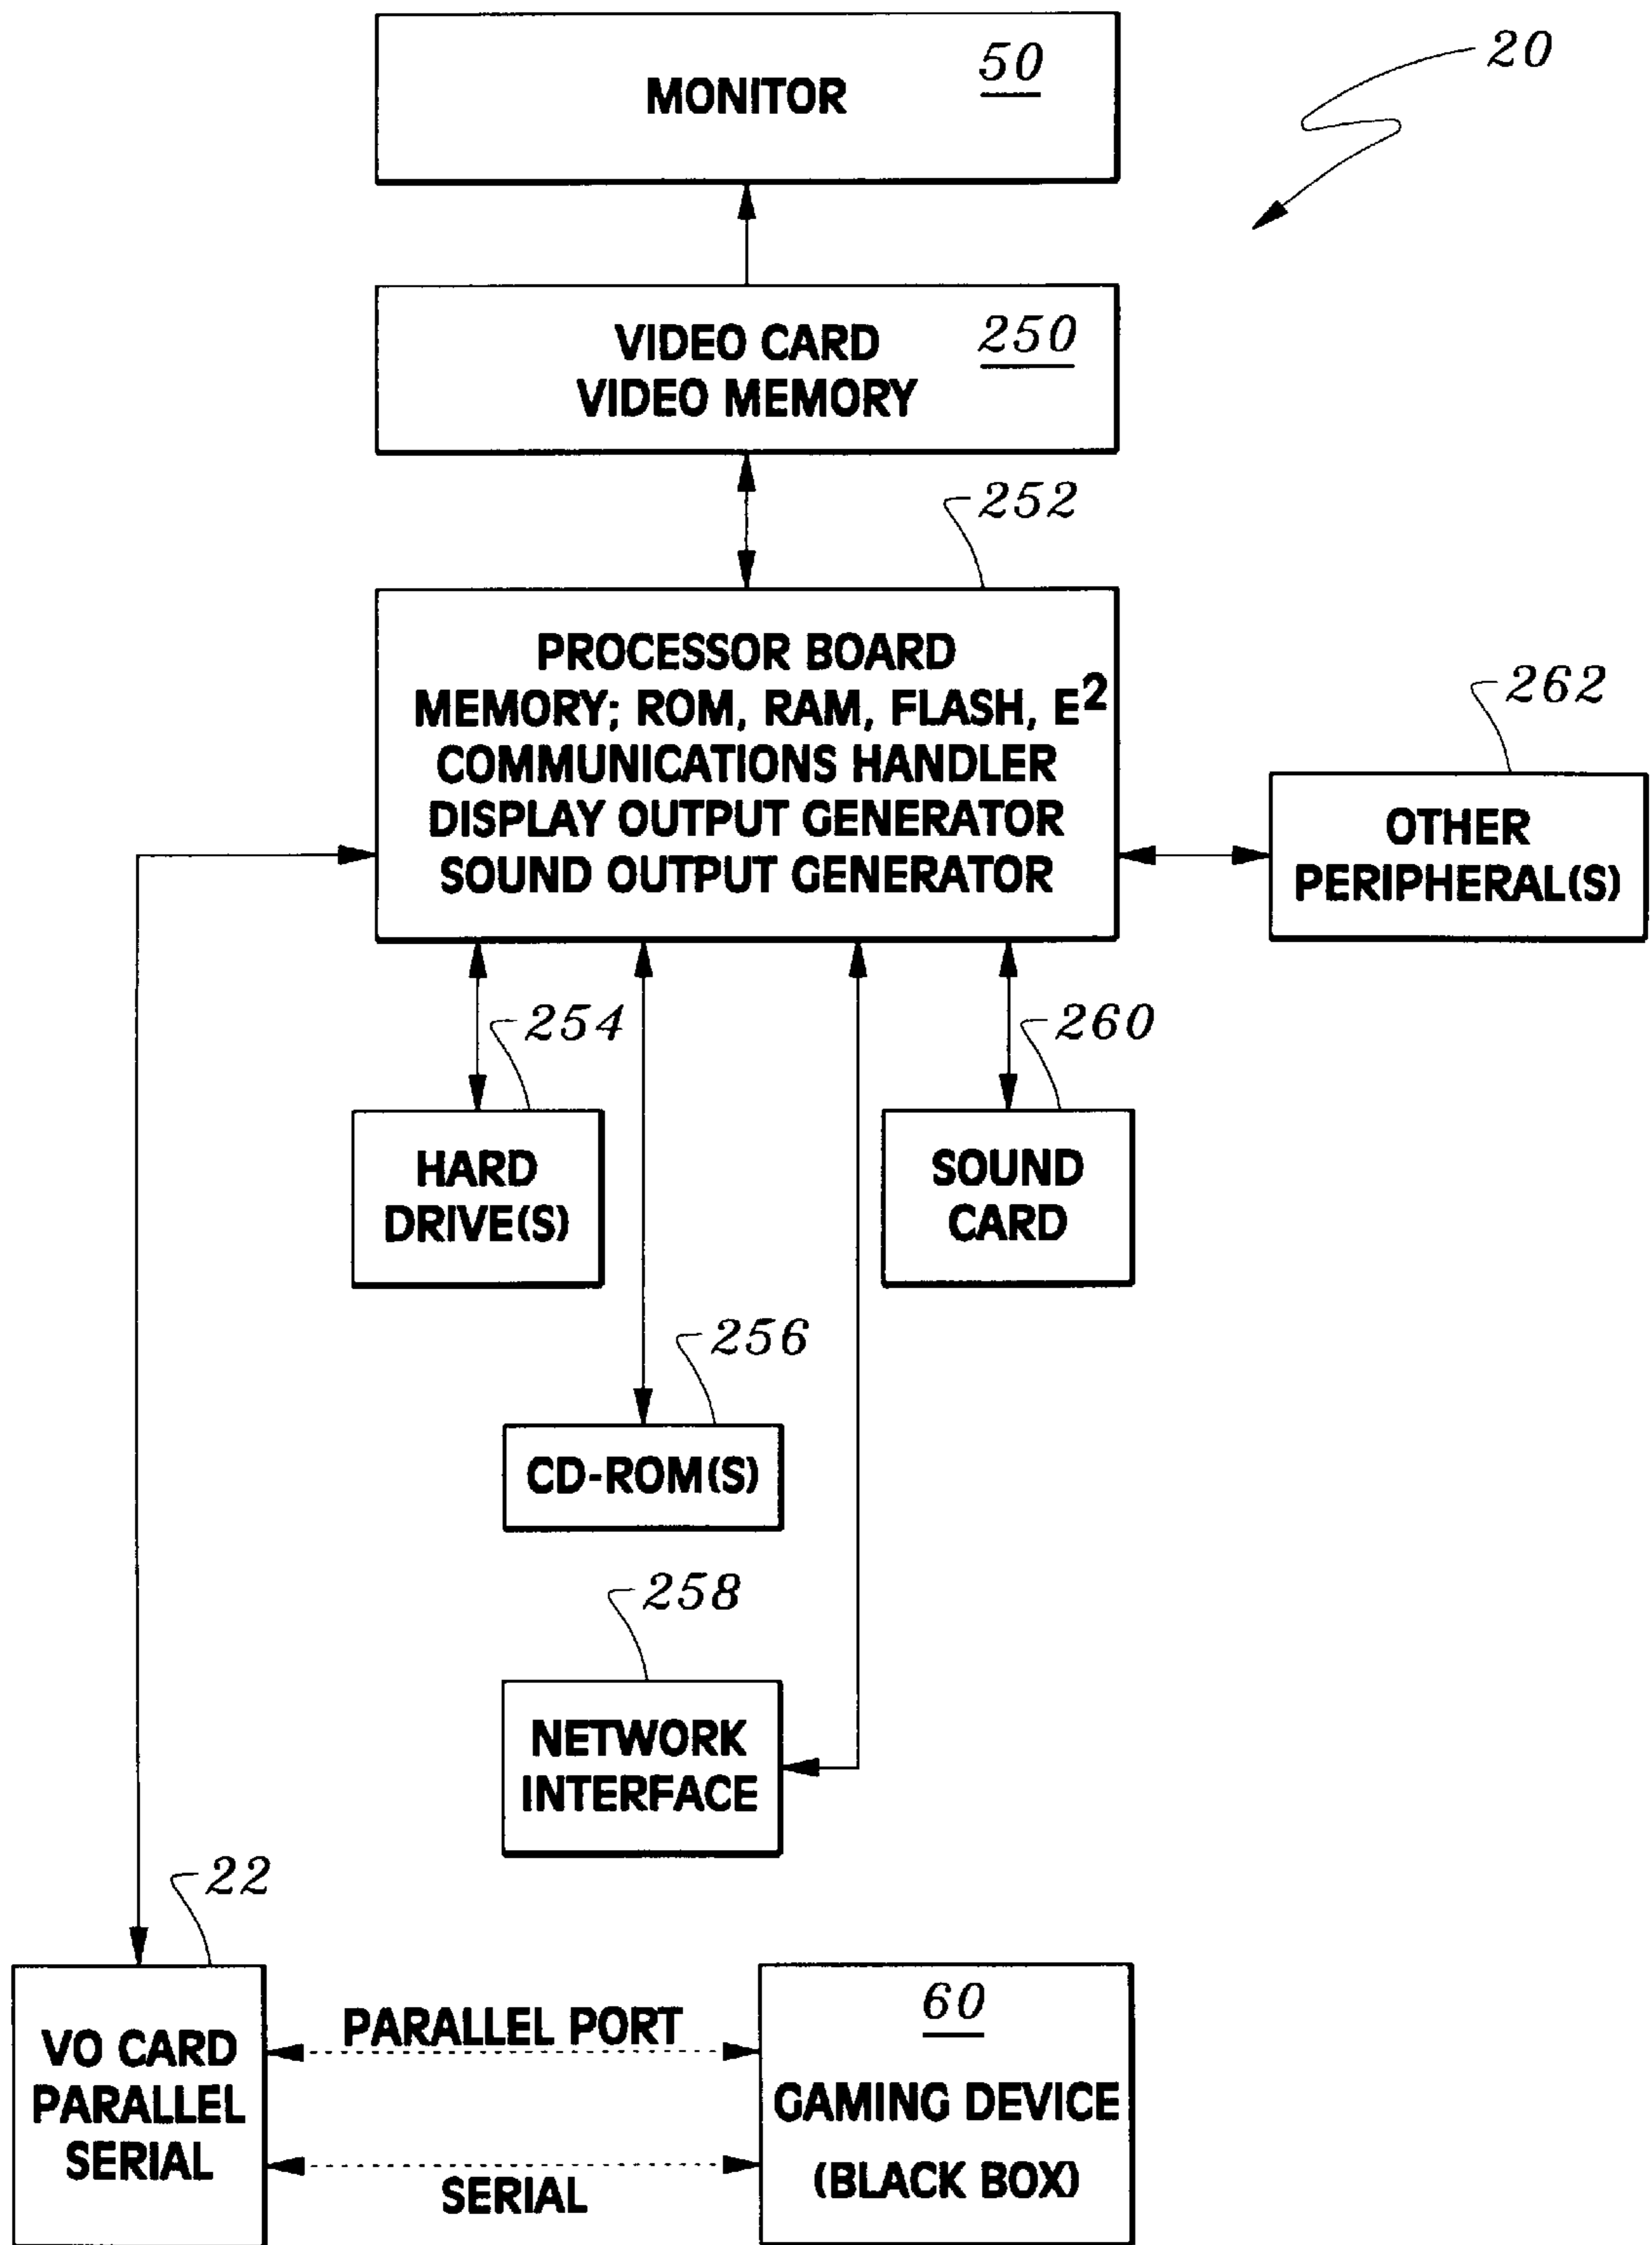 50
MONITOR
20
250
VIDEO CARD
VIDEO MEMORY
252
PROCESSOR BOARD
MEMORY; ROM, RAM, FLASH, E²
COMMUNICATIONS HANDLER
DISPLAY OUTPUT GENERATOR
SOUND OUTPUT GENERATOR
262
OTHER
PERIPHERAL(S)
254
HARD
DRIVE(S)
260
SOUND
CARD
256
CD-ROM(S)
258
NETWORK
INTERFACE
22
VO CARD
PARALLEL
SERIAL
PARALLEL PORT
SERIAL
60
GAMING DEVICE
(BLACK BOX)